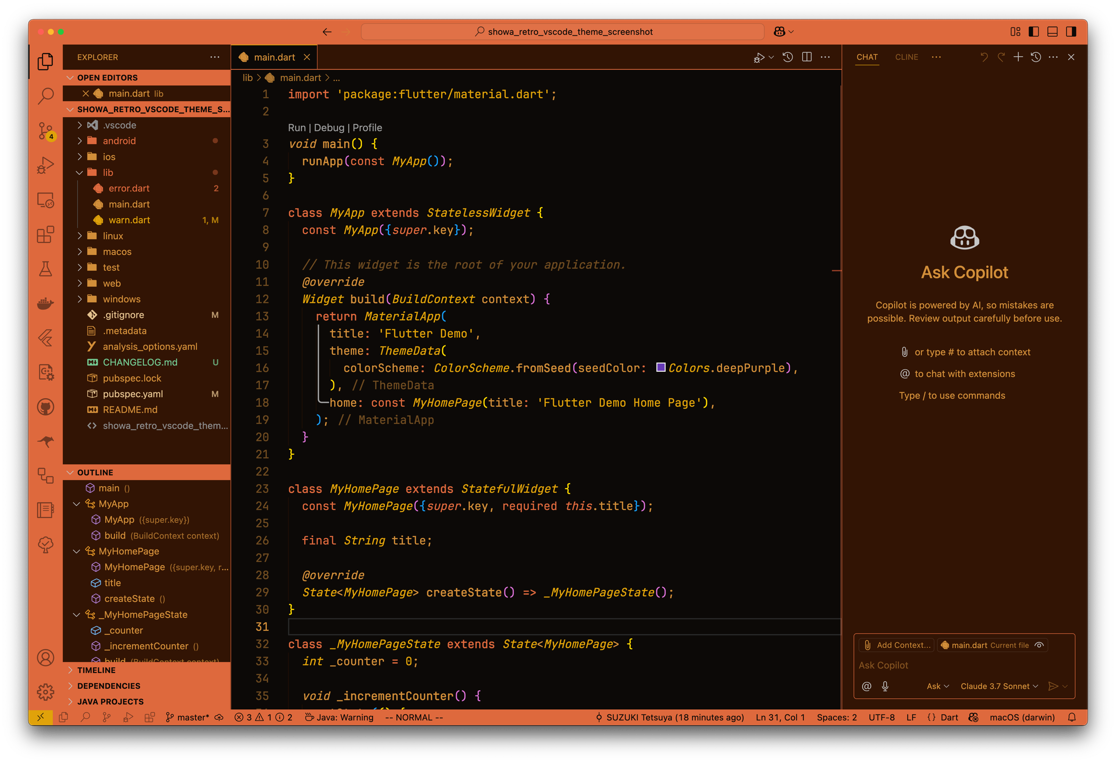 showa_retro_vscode_theme_screenshot
EXPLORER
OPEN EDITORS
main.dart lib
SHOWA_RETRO_VSCODE_THEME_S...
.vscode
android
ios
lib
error.dart 2
main.dart
warn.dart 1, M
linux
macos
test
web
windows
.gitignore M
.metadata
analysis_options.yaml
CHANGELOG.md U
pubspec.lock
pubspec.yaml M
README.md
showa_retro_vscode_them...
OUTLINE
main ()
MyApp
MyApp ({super.key})
build (BuildContext context)
MyHomePage
MyHomePage ({super.key, r...
title
createState ()
_MyHomePageState
_counter
_incrementCounter ()
build (BuildContext context)
TIMELINE
DEPENDENCIES
JAVA PROJECTS
4
main.dart
lib > main.dart > ...
1 import 'package:flutter/material.dart';
2
Run | Debug | Profile
3 void main() {
4 runApp(const MyApp());
5 }
6
7 class MyApp extends StatelessWidget {
8 const MyApp({super.key});
9
10 // This widget is the root of your application.
11 @override
12 Widget build(BuildContext context) {
13 return MaterialApp(
14 title: 'Flutter Demo',
15 theme: ThemeData(
16 colorScheme: ColorScheme.fromSeed(seedColor: Colors.deepPurple),
17 ), // ThemeData
18 home: const MyHomePage(title: 'Flutter Demo Home Page'),
19 ); // MaterialApp
20 }
21 }
22
23 class MyHomePage extends StatefulWidget {
24 const MyHomePage({super.key, required this.title});
25
26 final String title;
27
28 @override
29 State<MyHomePage> createState() => _MyHomePageState();
30 }
31
32 class _MyHomePageState extends State<MyHomePage> {
33 int _counter = 0;
34
35 void _incrementCounter() {
CHAT CLINE
Ask Copilot
Copilot is powered by AI, so mistakes are
possible. Review output carefully before use.
or type # to attach context
@ to chat with extensions
Type / to use commands
Add Context... main.dart Current file
Ask Copilot
@ Ask Claude 3.7 Sonnet
master* 3 1 2 Java: Warning -- NORMAL -- SUZUKI Tetsuya (18 minutes ago) Ln 31, Col 1 Spaces: 2 UTF-8 LF {} Dart macOS (darwin)